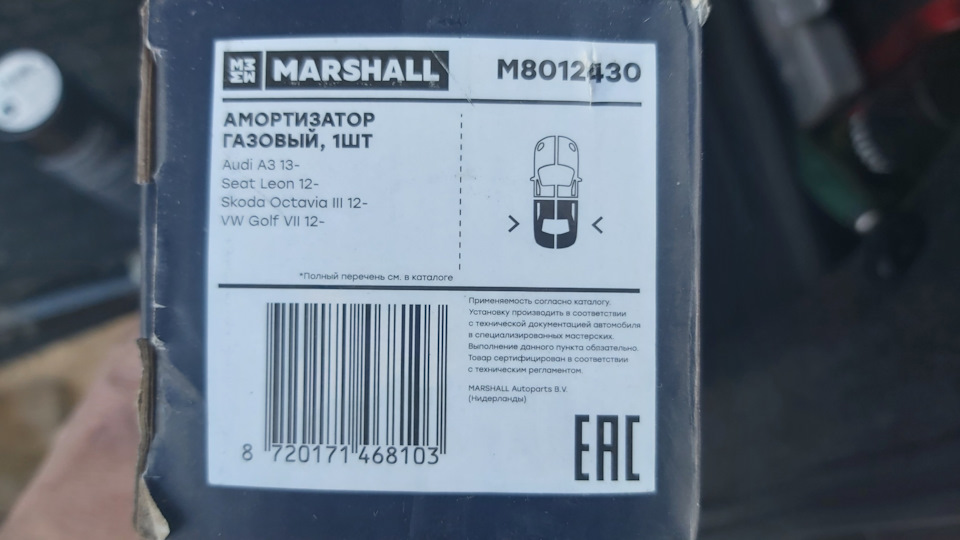 MARSHALL
M8012430
АМОРТИЗАТОР
ГАЗОВЫЙ, 1ШТ
Audi A3 13-
Seat Leon 12-
Skoda Octavia III 12-
VW Golf VII 12-
*Полный перечень см. в каталоге
Применяемость согласно каталогу.
Установку производить в соответствии
с технической документацией автомобиля
в специализированных мастерских.
Выполнение данного пункта обязательно.
Товар сертифицирован в соответствии
с техническим регламентом.
MARSHALL Autoparts B.V.
(Нидерланды)
8 720171 468103
EAC